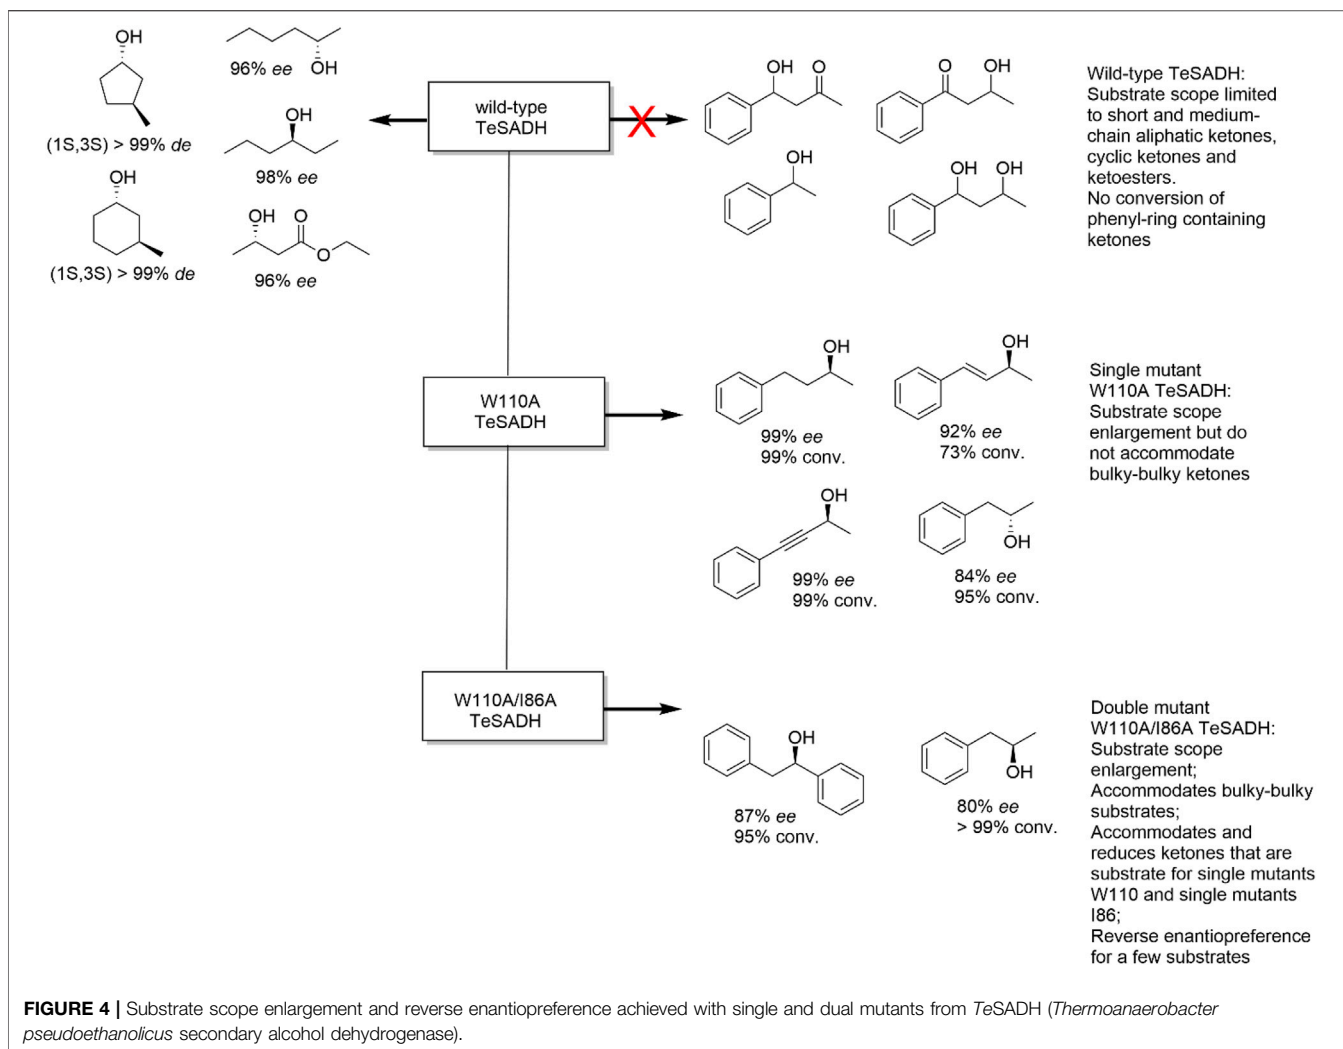 OH
(1S,3S) > 99% de
OH
(1S,3S) > 99% de
96% ee
OH
OH
98% ee
OH
O
O
96% ee
wild-type
TeSADH
X
OH
O
O
OH
OH
OH
OH
Wild-type TeSADH:
Substrate scope limited
to short and medium-
chain aliphatic ketones,
cyclic ketones and
ketoesters.
No conversion of
phenyl-ring containing
ketones
W110A
TeSADH
OH
99% ee
99% conv.
OH
92% ee
73% conv.
OH
99% ee
99% conv.
OH
84% ee
95% conv.
Single mutant
W110A TeSADH:
Substrate scope
enlargement but do
not accommodate
bulky-bulky ketones
W110A/I86A
TeSADH
OH
87% ee
95% conv.
OH
80% ee
> 99% conv.
Double mutant
W110A/I86A TeSADH:
Substrate scope
enlargement;
Accommodates bulky-bulky
substrates;
Accommodates and
reduces ketones that are
substrate for single mutants
W110 and single mutants
I86;
Reverse enantiopreference
for a few substrates
FIGURE 4 | Substrate scope enlargement and reverse enantiopreference achieved with single and dual mutants from TeSADH (Thermoanaerobacter
pseudoethanolicus secondary alcohol dehydrogenase).